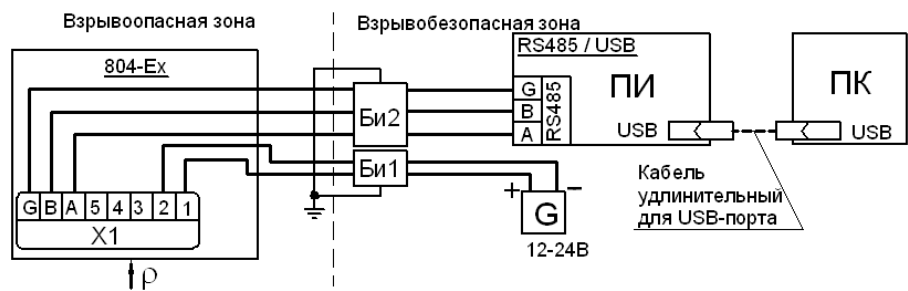 Взрывоопасная зона
Взрывобезопасная зона
804-Ex
RS485 / USB
G
B
A
RS485
ПИ
USB
ПК
USB
Би2
Би1
G B A 5 4 3 2 1
X1
+
−
G
12-24В
Кабель
удлинительный
для USB-порта
ρ